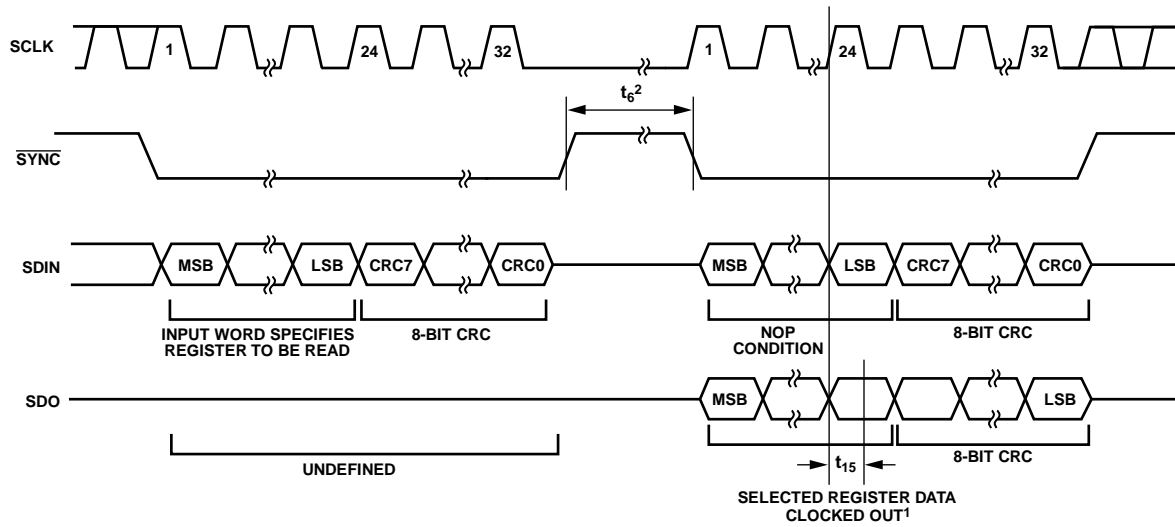 SCLK
1
24
32
1
24
32
t6²
SYNC
SDIN
MSB
LSB
CRC7
CRC0
MSB
LSB
CRC7
CRC0
INPUT WORD SPECIFIES
REGISTER TO BE READ
8-BIT CRC
NOP
CONDITION
8-BIT CRC
SDO
MSB
LSB
UNDEFINED
t15
8-BIT CRC
SELECTED REGISTER DATA
CLOCKED OUT¹